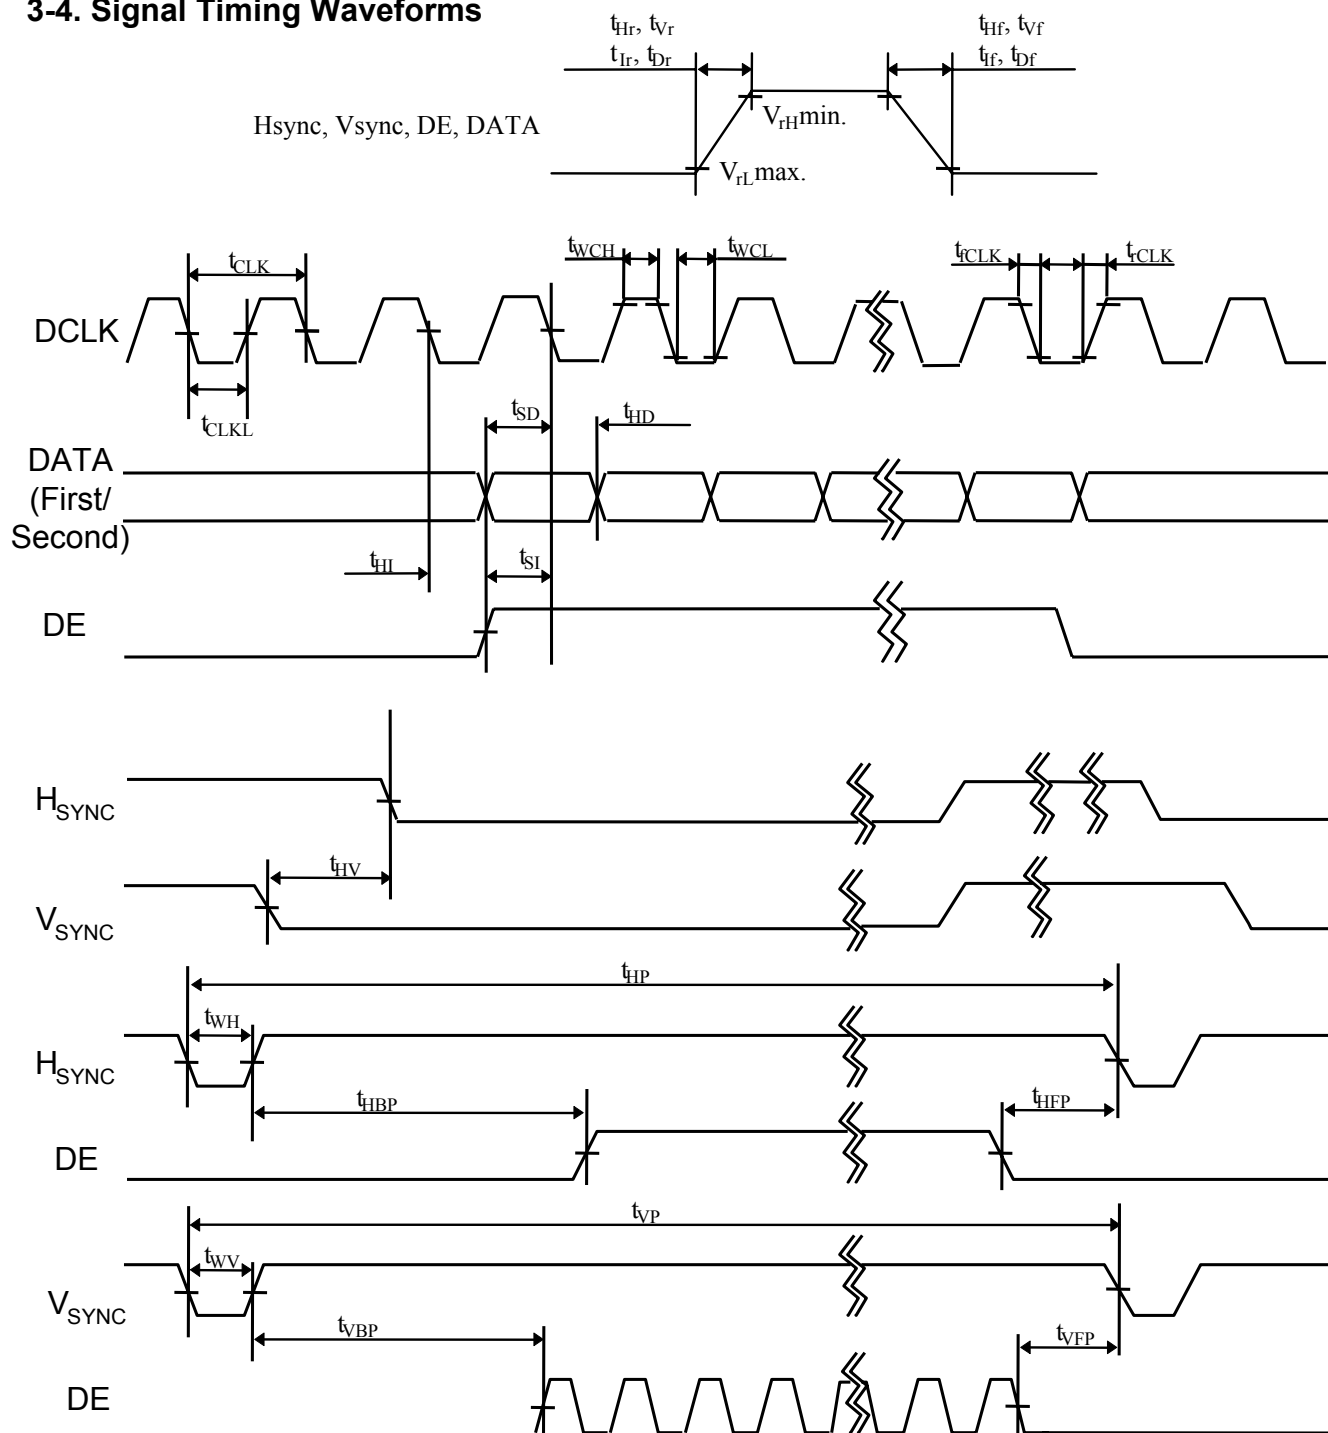 3-4. Signal Timing Waveforms
tHr, tVr
tIr, tDr
tHf, tVf
tIf, tDf
Hsync, Vsync, DE, DATA
VrHmin.
VrLmax.
tCLK
tWCH
tWCL
tfCLK
trCLK
DCLK
tCLKL
tSD
tHD
DATA
(First/
Second)
tHI
tSI
DE
HSYNC
tHV
VSYNC
tHP
tWH
HSYNC
tHBP
tHFP
DE
tVP
tWV
VSYNC
tVBP
tVFP
DE